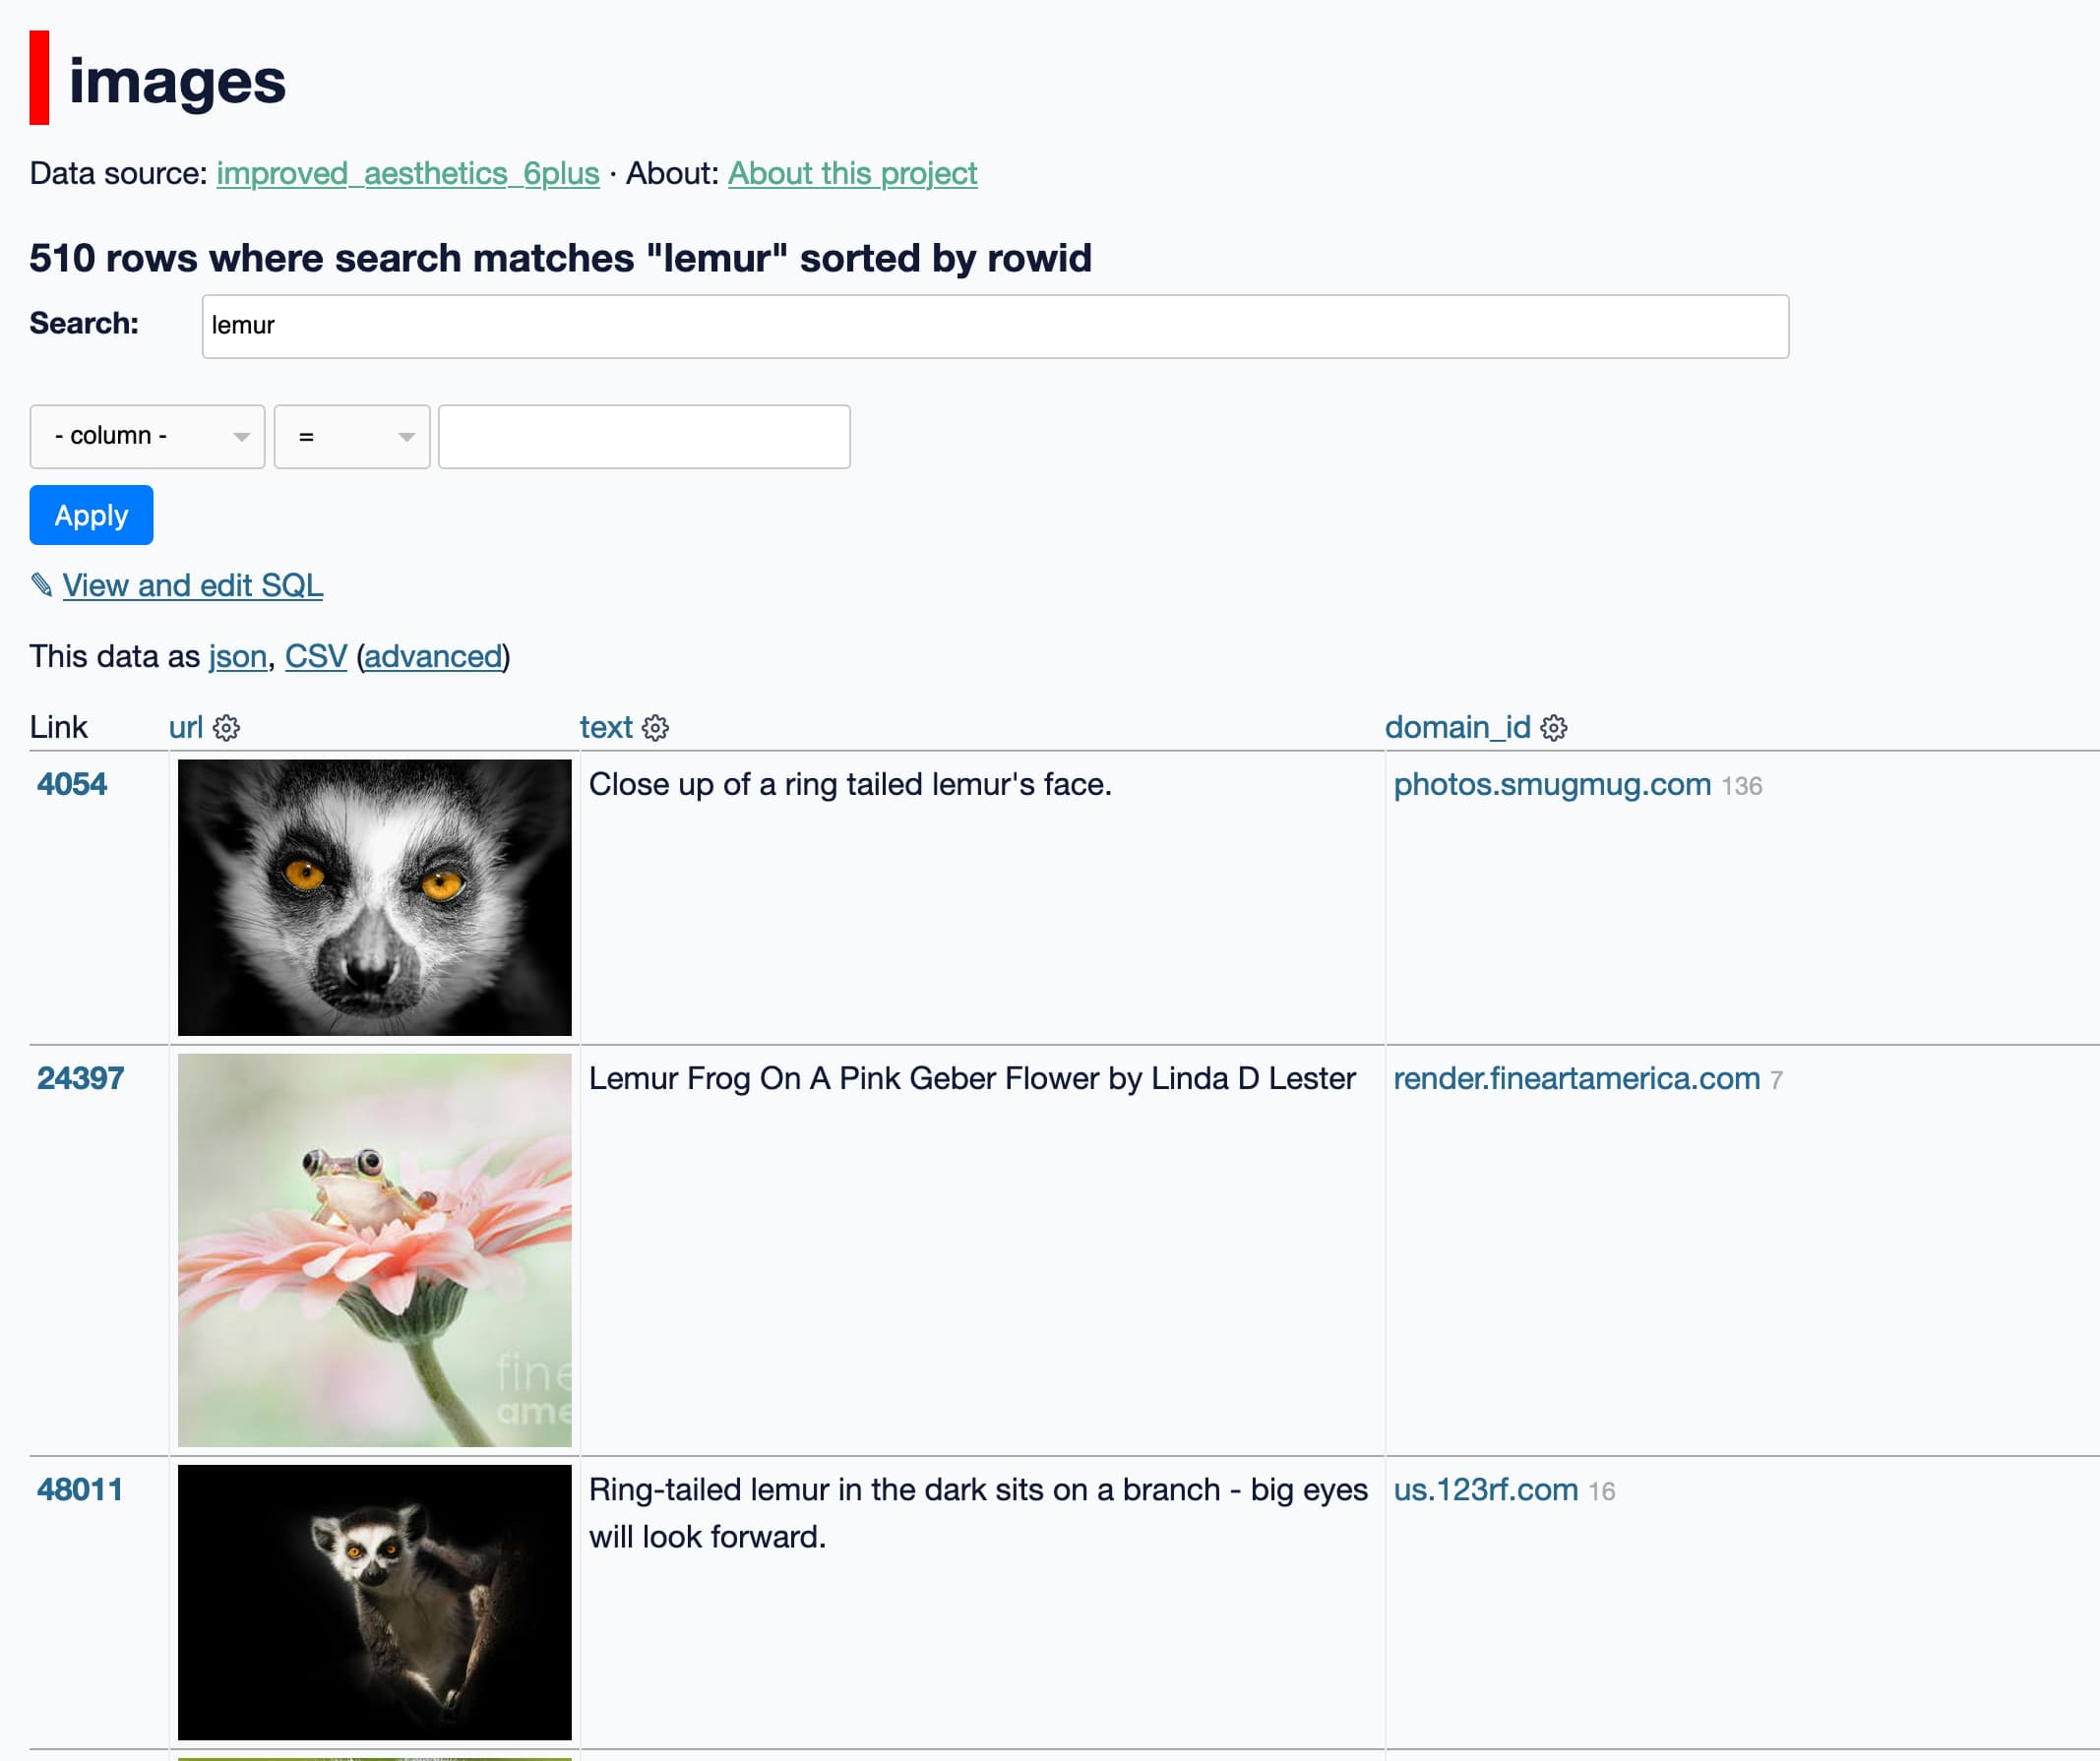 images
Data source: improved_aesthetics_6plus · About: About this project
510 rows where search matches "lemur" sorted by rowid
Search: lemur
- column - =
Apply
✎ View and edit SQL
This data as json, CSV (advanced)
Link url text domain_id
4054 Close up of a ring tailed lemur's face. photos.smugmug.com 136
24397 Lemur Frog On A Pink Geber Flower by Linda D Lester render.fineartamerica.com 7
fine
ame
48011 Ring-tailed lemur in the dark sits on a branch - big eyes us.123rf.com 16
will look forward.